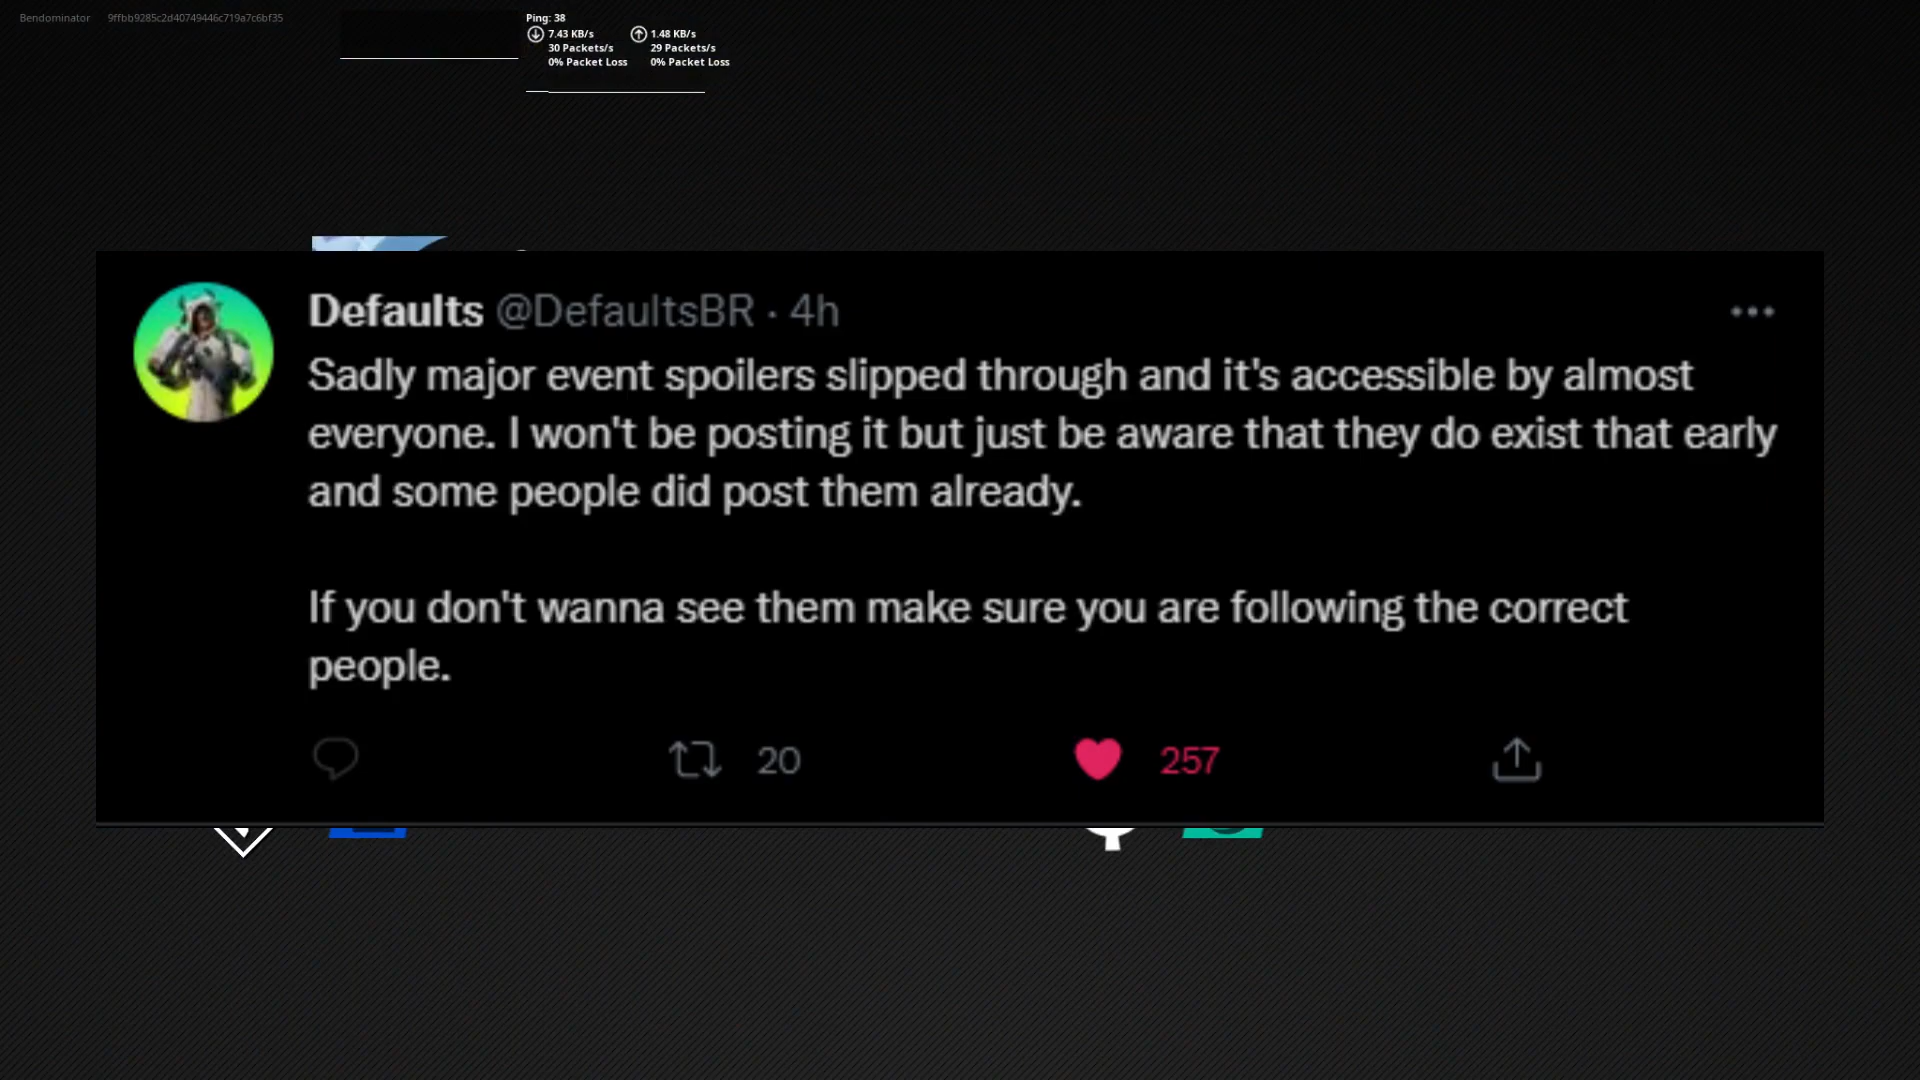 Bendominator 9ffbb9285c2d40749446c719a7c6bf35
Ping: 38
7.43 KB/s 1.48 KB/s
30 Packets/s 29 Packets/s
0% Packet Loss 0% Packet Loss
Defaults @DefaultsBR · 4h
Sadly major event spoilers slipped through and it's accessible by almost
everyone. I won't be posting it but just be aware that they do exist that early
and some people did post them already.
If you don't wanna see them make sure you are following the correct
people.
20 257